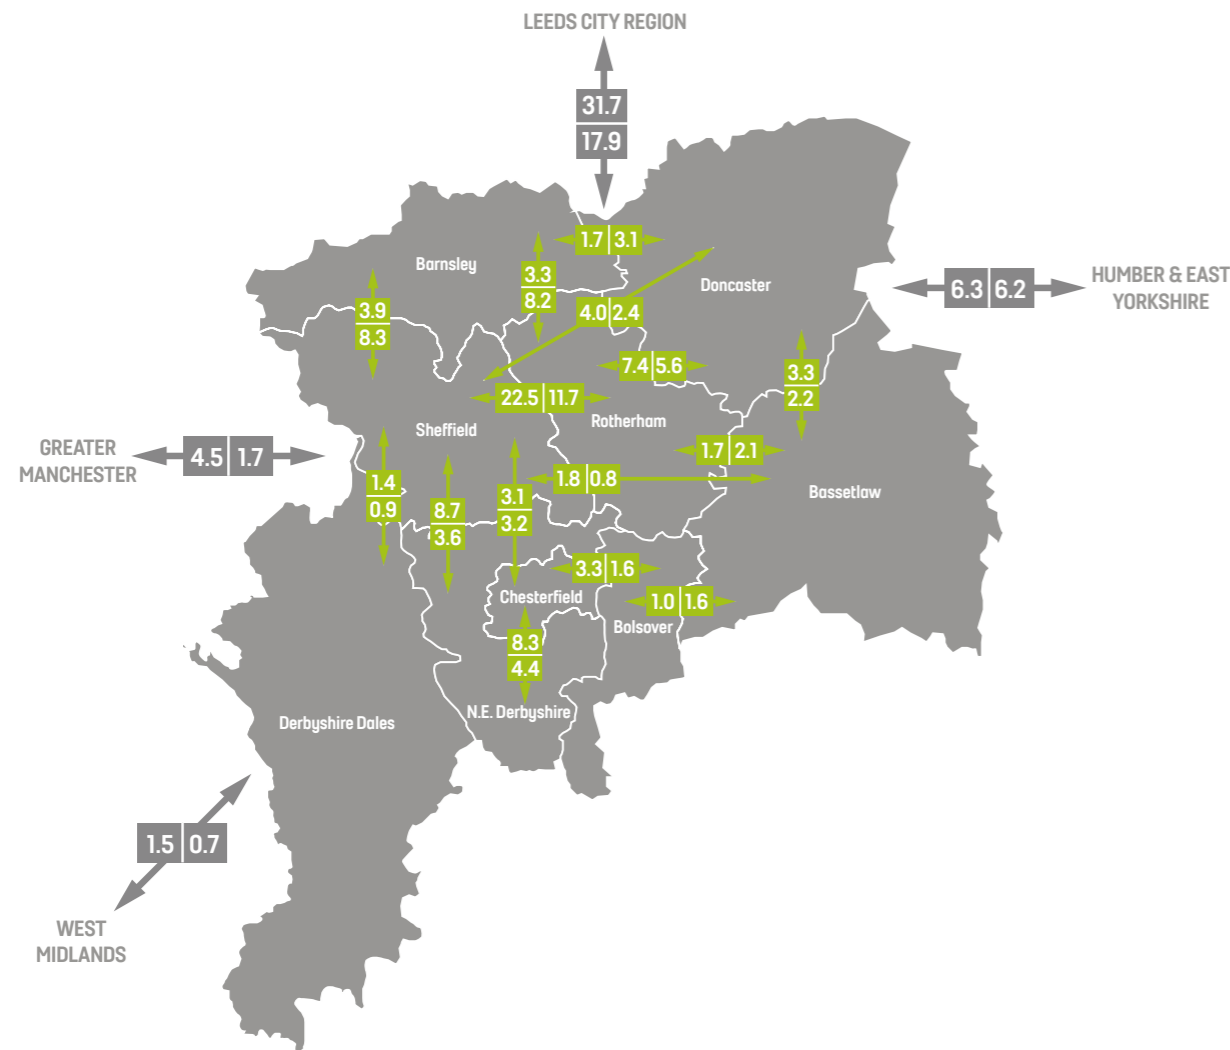 LEEDS CITY REGION
31.7
17.9
1.7 3.1
Barnsley
3.3
8.2
Doncaster
HUMBER & EAST
YORKSHIRE
6.3 6.2
3.9
8.3
4.0 2.4
7.4 5.6
3.3
2.2
22.5 11.7
Sheffield
Rotherham
GREATER
MANCHESTER
4.5 1.7
1.7 2.1
1.4
0.9
1.8 0.8
Bassetlaw
8.7
3.6
3.1
3.2
3.3 1.6
Chesterfield
1.0 1.6
Bolsover
8.3
4.4
N.E. Derbyshire
Derbyshire Dales
1.5 0.7
WEST
MIDLANDS